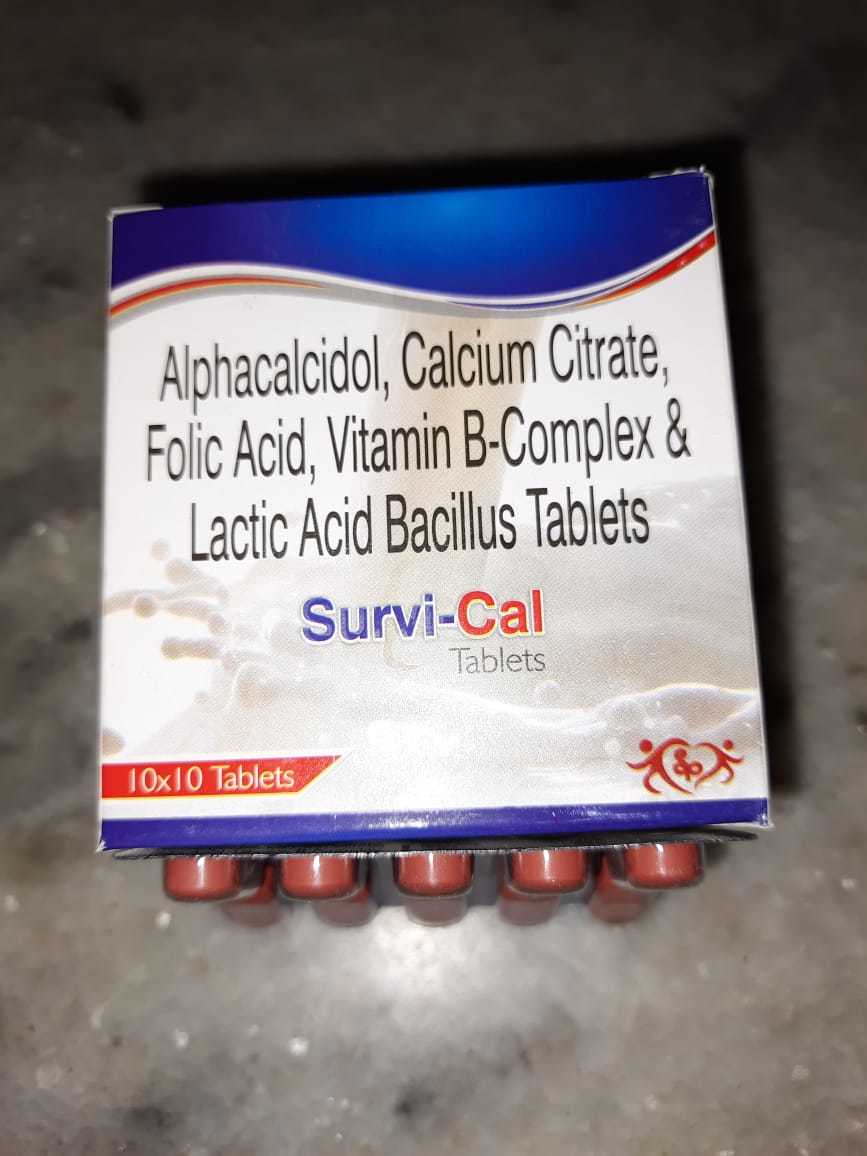 Alphacalcidol, Calcium Citrate,
Folic Acid, Vitamin B-Complex &
Lactic Acid Bacillus Tablets
Survi-Cal
Tablets
10x10 Tablets